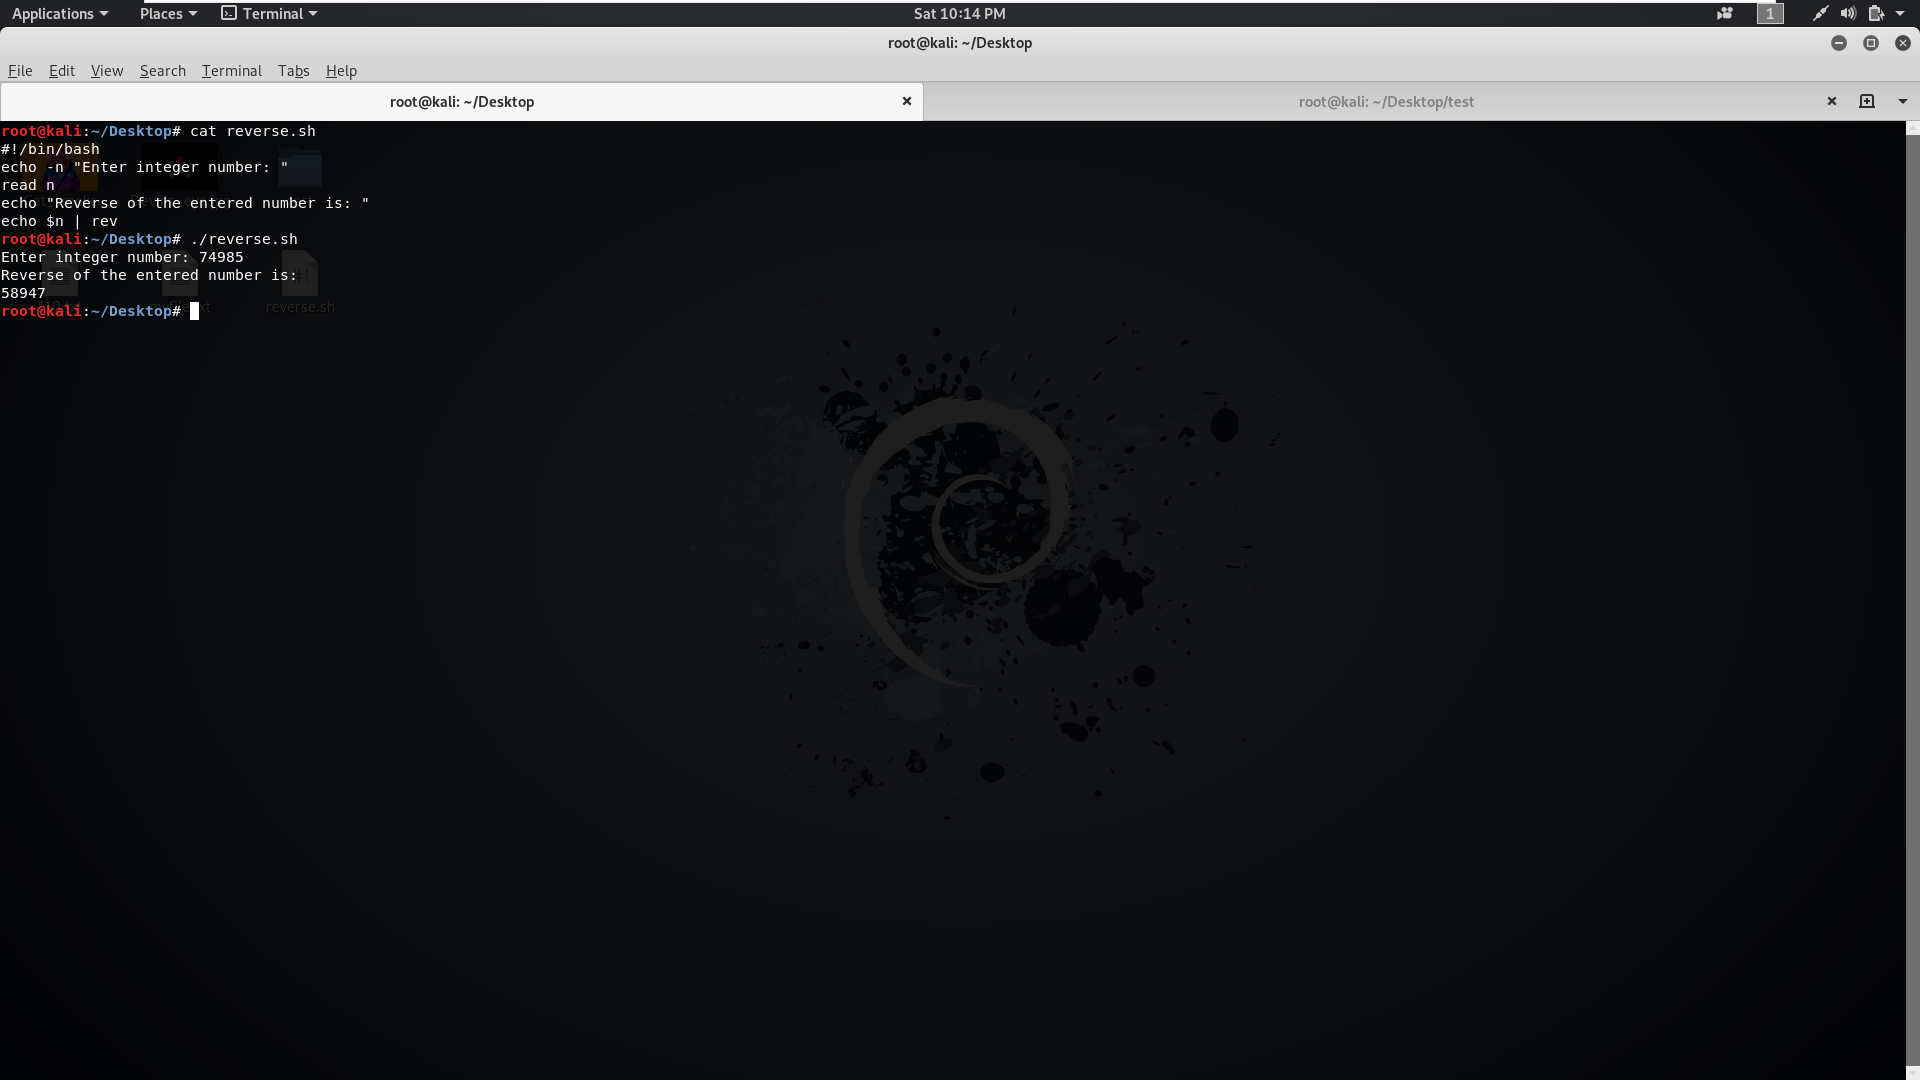 Applications Places Terminal Sat 10:14 PM 1
root@kali: ~/Desktop
File Edit View Search Terminal Tabs Help
root@kali: ~/Desktop root@kali: ~/Desktop/test
root@kali:~/Desktop# cat reverse.sh
#!/bin/bash
echo -n "Enter integer number: "
read n
echo "Reverse of the entered number is: "
echo $n | rev
root@kali:~/Desktop# ./reverse.sh
Enter integer number: 74985
Reverse of the entered number is:
58947
root@kali:~/Desktop#
reverse.sh